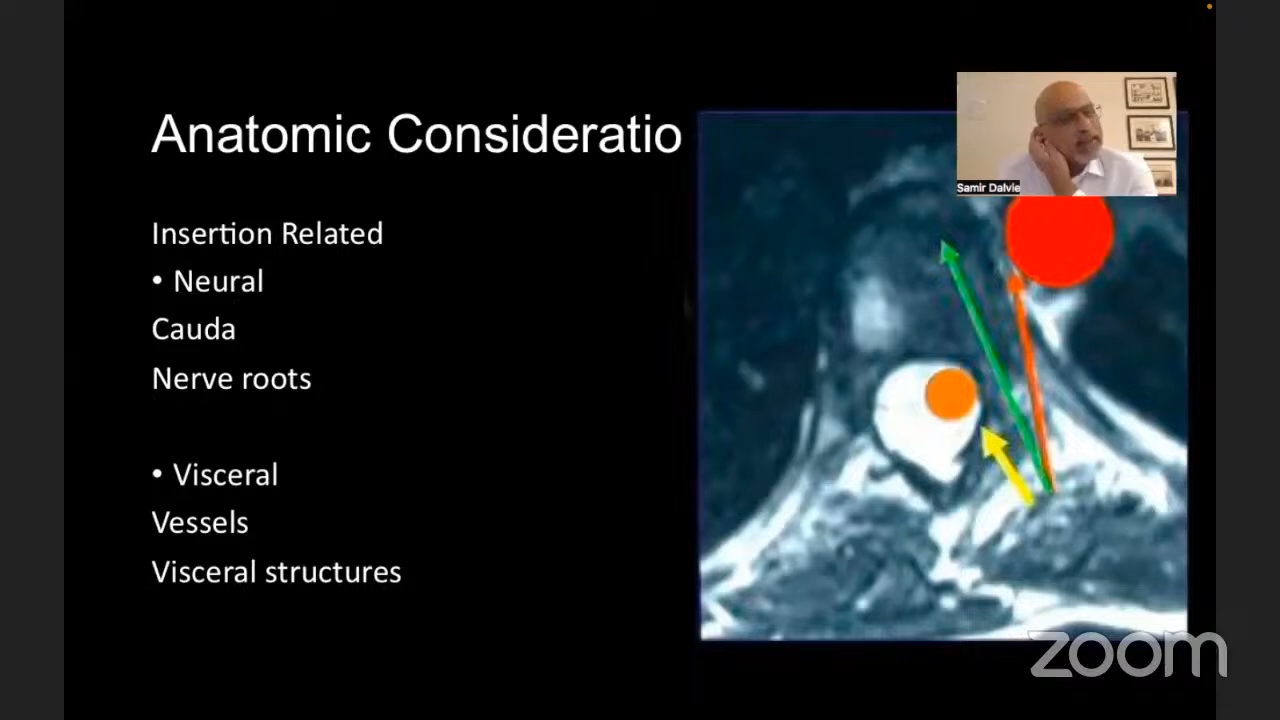 Anatomic Consideratio
Samir Dalvie
Insertion Related
• Neural
Cauda
Nerve roots
• Visceral
Vessels
Visceral structures
zoom